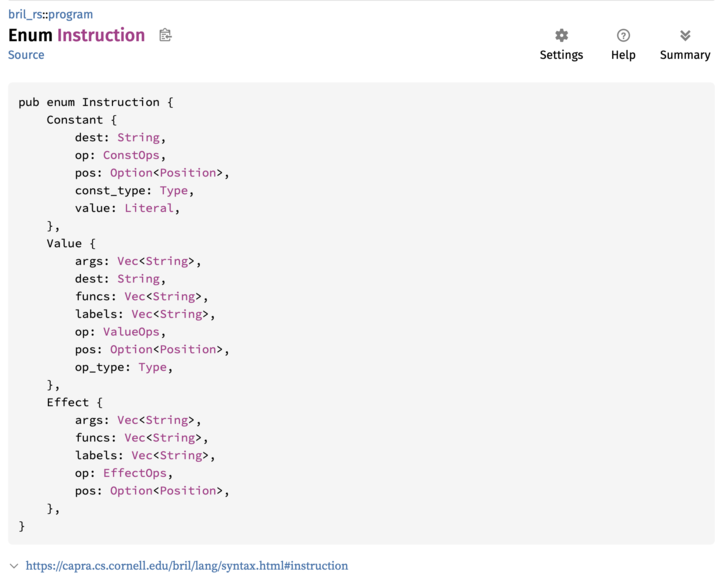 bril_rs::program
Enum Instruction
Source
Settings
Help
Summary
pub enum Instruction {
    Constant {
        dest: String,
        op: ConstOps,
        pos: Option<Position>,
        const_type: Type,
        value: Literal,
    },
    Value {
        args: Vec<String>,
        dest: String,
        funcs: Vec<String>,
        labels: Vec<String>,
        op: ValueOps,
        pos: Option<Position>,
        op_type: Type,
    },
    Effect {
        args: Vec<String>,
        funcs: Vec<String>,
        labels: Vec<String>,
        op: EffectOps,
        pos: Option<Position>,
    },
}
https://capra.cs.cornell.edu/bril/lang/syntax.html#instruction